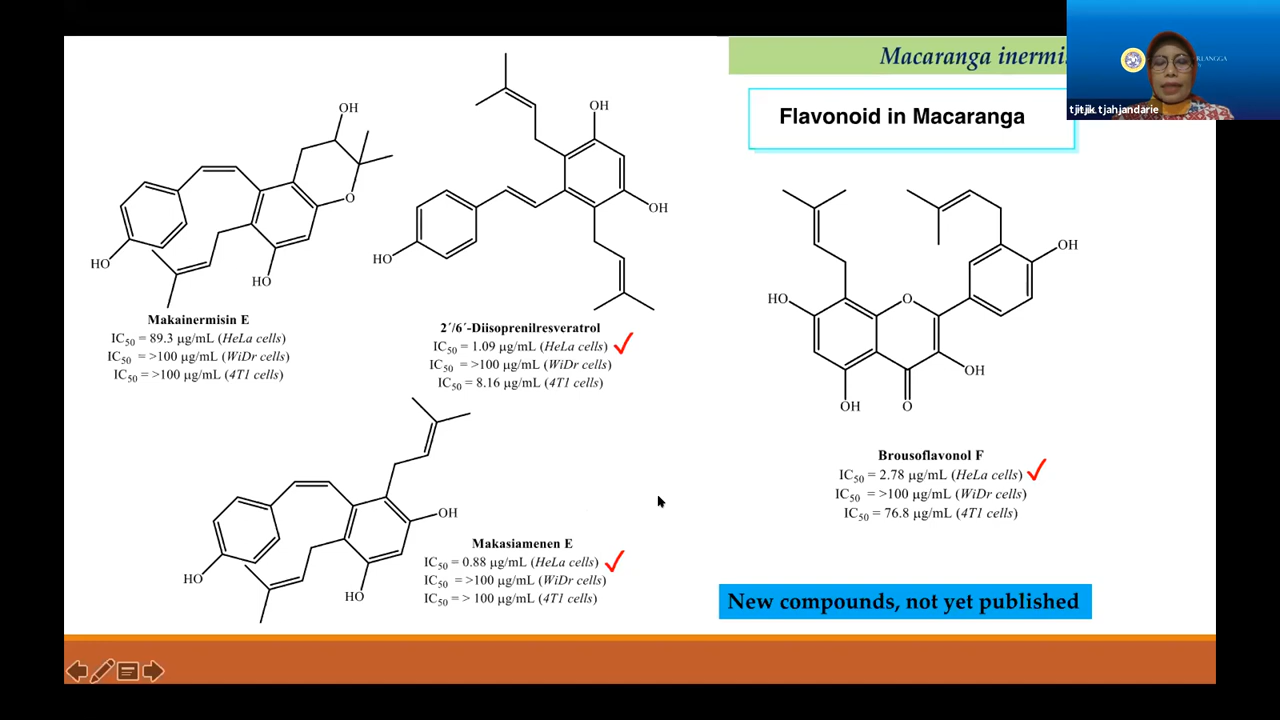 Macaranga inermis
tjitjik.tjahjandarie
Flavonoid in Macaranga
OH
O
HO
HO
Makainermisin E
IC50 = 89.3 µg/mL (HeLa cells)
IC50 = >100 µg/mL (WiDr cells)
IC50 = >100 µg/mL (4T1 cells)
OH
OH
HO
2´/6´-Diisoprenilresveratrol
IC50 = 1.09 µg/mL (HeLa cells)
IC50 = >100 µg/mL (WiDr cells)
IC50 = 8.16 µg/mL (4T1 cells)
OH
HO
O
OH
OH
O
Brousoflavonol F
IC50 = 2.78 µg/mL (HeLa cells)
IC50 = >100 µg/mL (WiDr cells)
IC50 = 76.8 µg/mL (4T1 cells)
OH
HO
HO
Makasiamenen E
IC50 = 0.88 µg/mL (HeLa cells)
IC50 = >100 µg/mL (WiDr cells)
IC50 = > 100 µg/mL (4T1 cells)
New compounds, not yet published